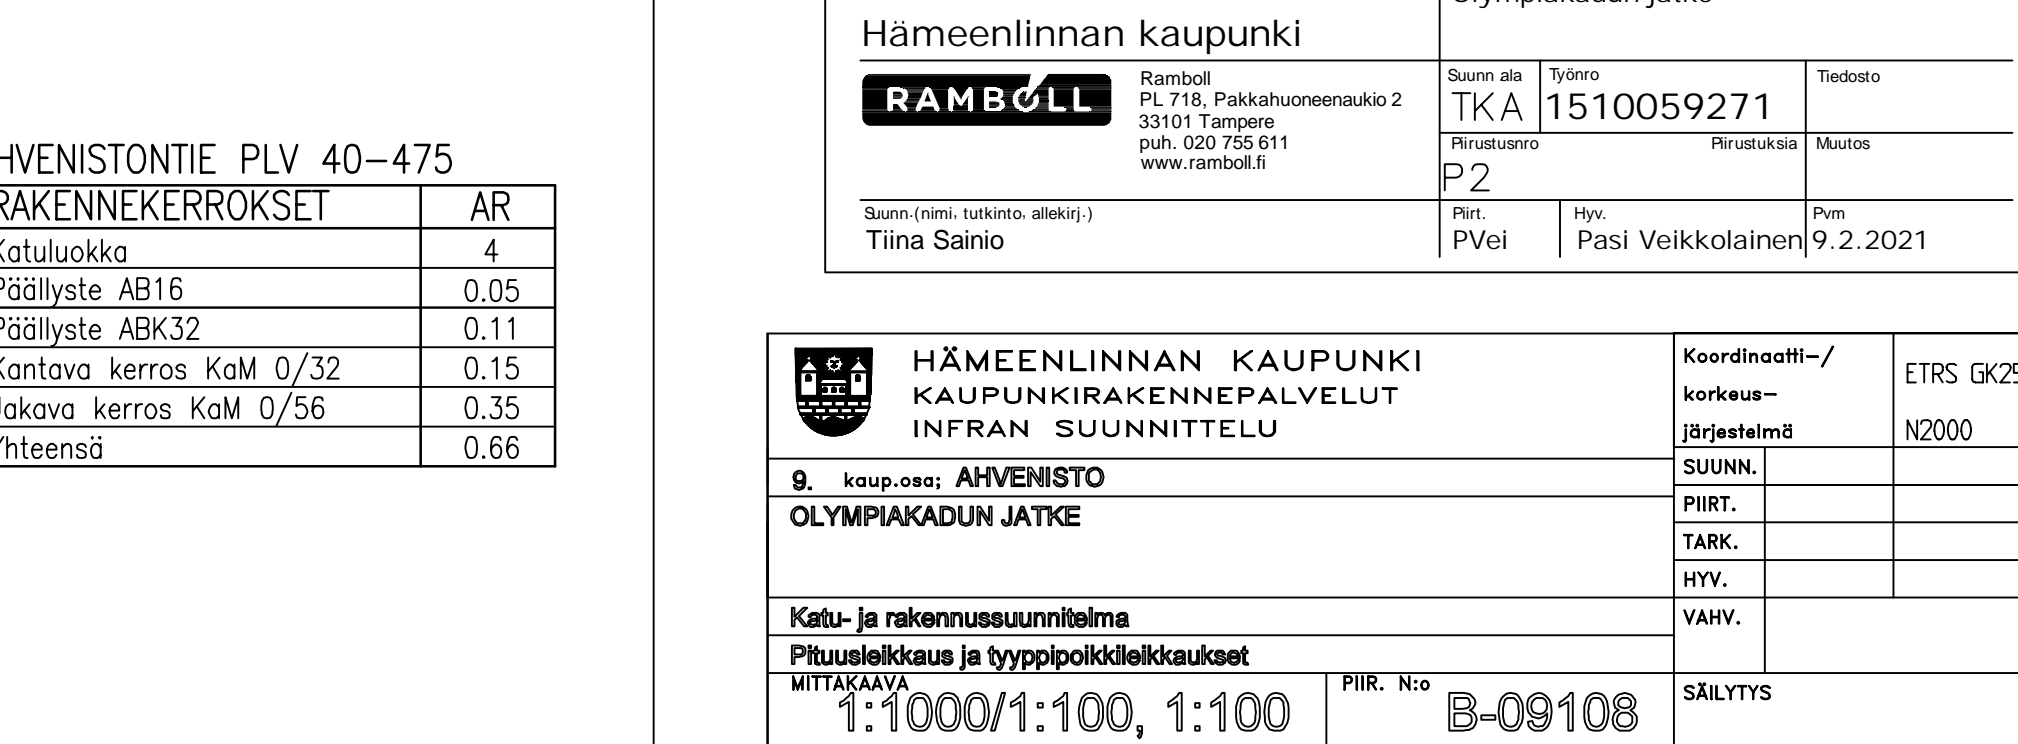 HVENISTONTIE PLV 40-475
RAKENNEKERROKSET AR
Katuluokka 4
Päällyste AB16 0.05
Päällyste ABK32 0.11
Kantava kerros KaM 0/32 0.15
Jakava kerros KaM 0/56 0.35
Yhteensä 0.66
Olympiakadun jatke
Hämeenlinnan kaupunki
RAMBOLL
Ramboll
PL 718, Pakkahuoneenaukio 2
33101 Tampere
puh. 020 755 611
www.ramboll.fi
Suunn ala Työnro Tiedosto
TKA 1510059271
Piirustusnro Piirustuksia Muutos
P2
Suunn.(nimi, tutkinto, allekirj.) Piirt. Hyv. Pvm
Tiina Sainio PVei Pasi Veikkolainen 9.2.2021
HÄMEENLINNAN KAUPUNKI
KAUPUNKIRAKENNEPALVELUT
INFRAN SUUNNITTELU
Koordinaatti-/
korkeus-
järjestelmä
ETRS GK25
N2000
9. kaup.osa; AHVENISTO
OLYMPIAKADUN JATKE
SUUNN.
PIIRT.
TARK.
HYV.
Katu- ja rakennussuunnitelma
VAHV.
Pituusleikkaus ja tyyppipoikkileikkaukset
MITTAKAAVA PIIR. N:o SÄILYTYS
1:1000/1:100, 1:100 B-09108